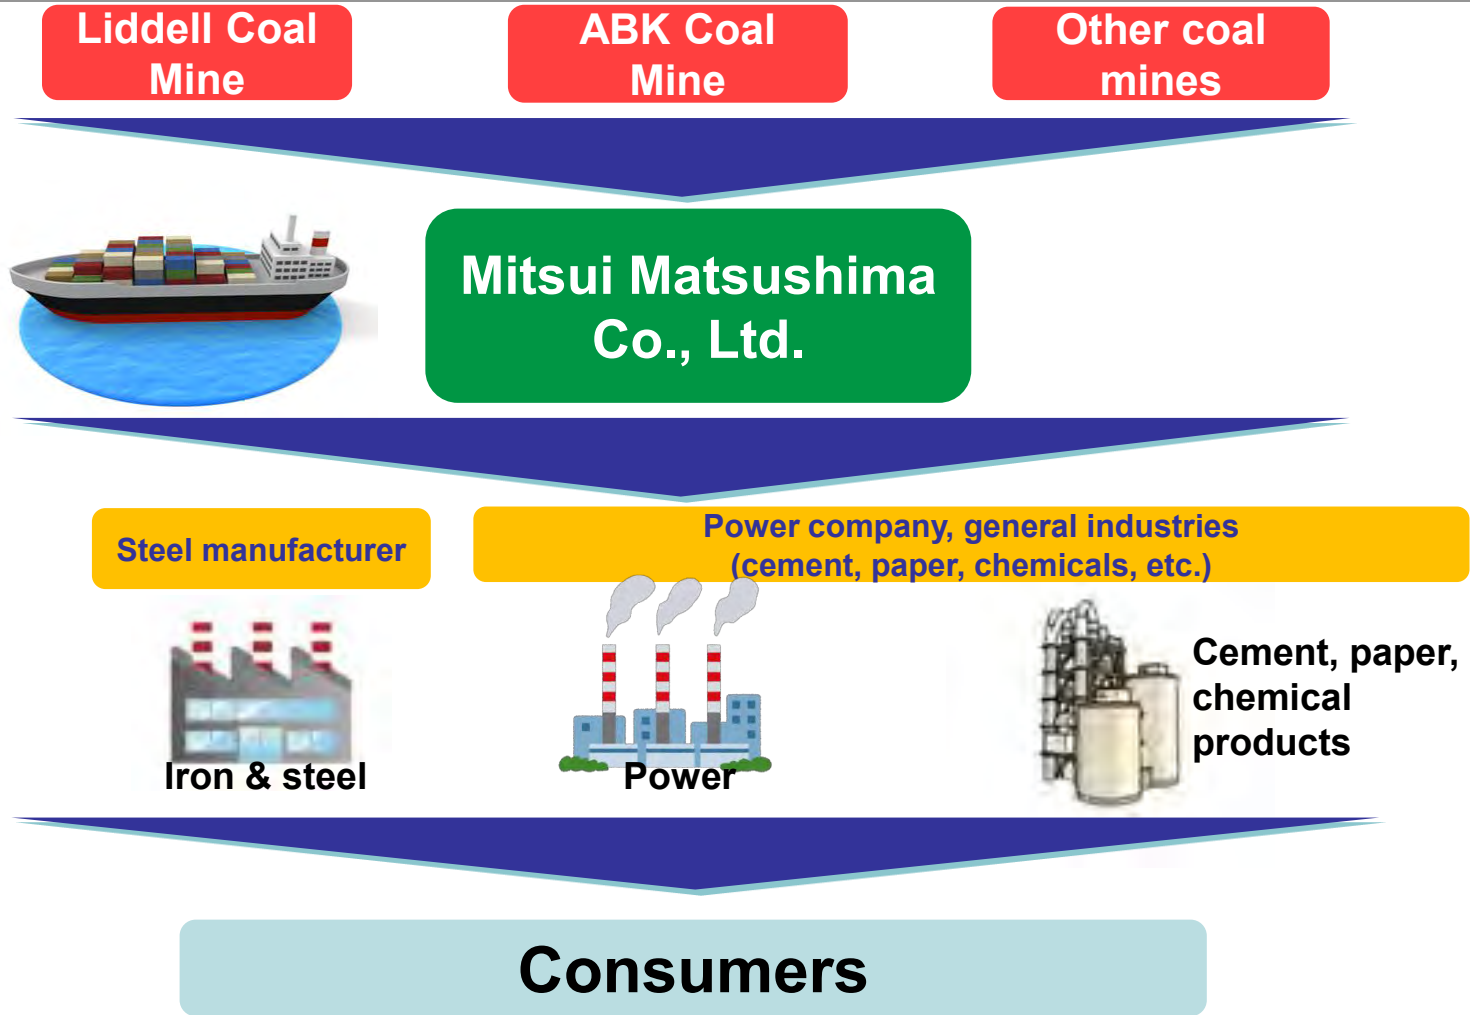 Liddell Coal
Mine
ABK Coal
Mine
Other coal
mines
Mitsui Matsushima
Co., Ltd.
Steel manufacturer
Power company, general industries
(cement, paper, chemicals, etc.)
Iron & steel
Power
Cement, paper,
chemical
products
Consumers